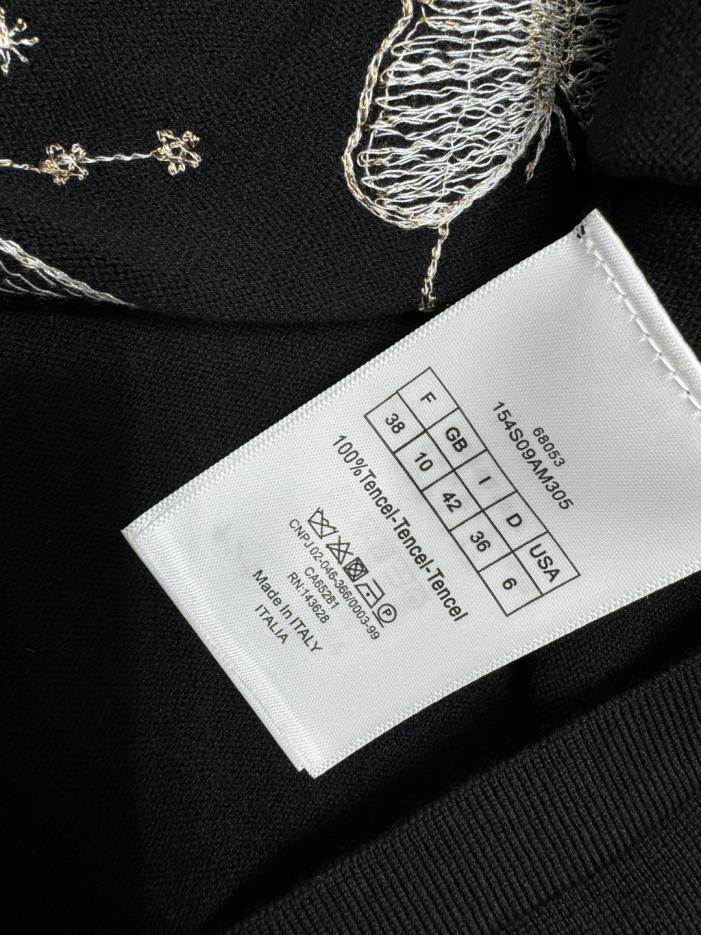 68053
154S09AM305
F GB I D USA
38 10 42 36 6
100%Tencel-Tencel-Tencel
P
CNPJ 02-046-366/0003-99
CA65281
RN:143628
Made In ITALY
ITALIA